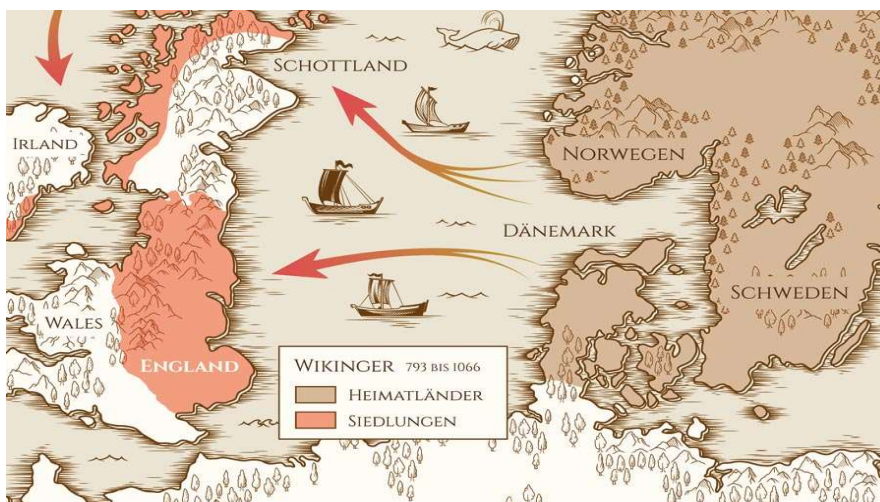 Schottland
Irland
Norwegen
Dänemark
Schweden
Wales
England
Wikinger 793 bis 1066
Heimatländer
Siedlungen